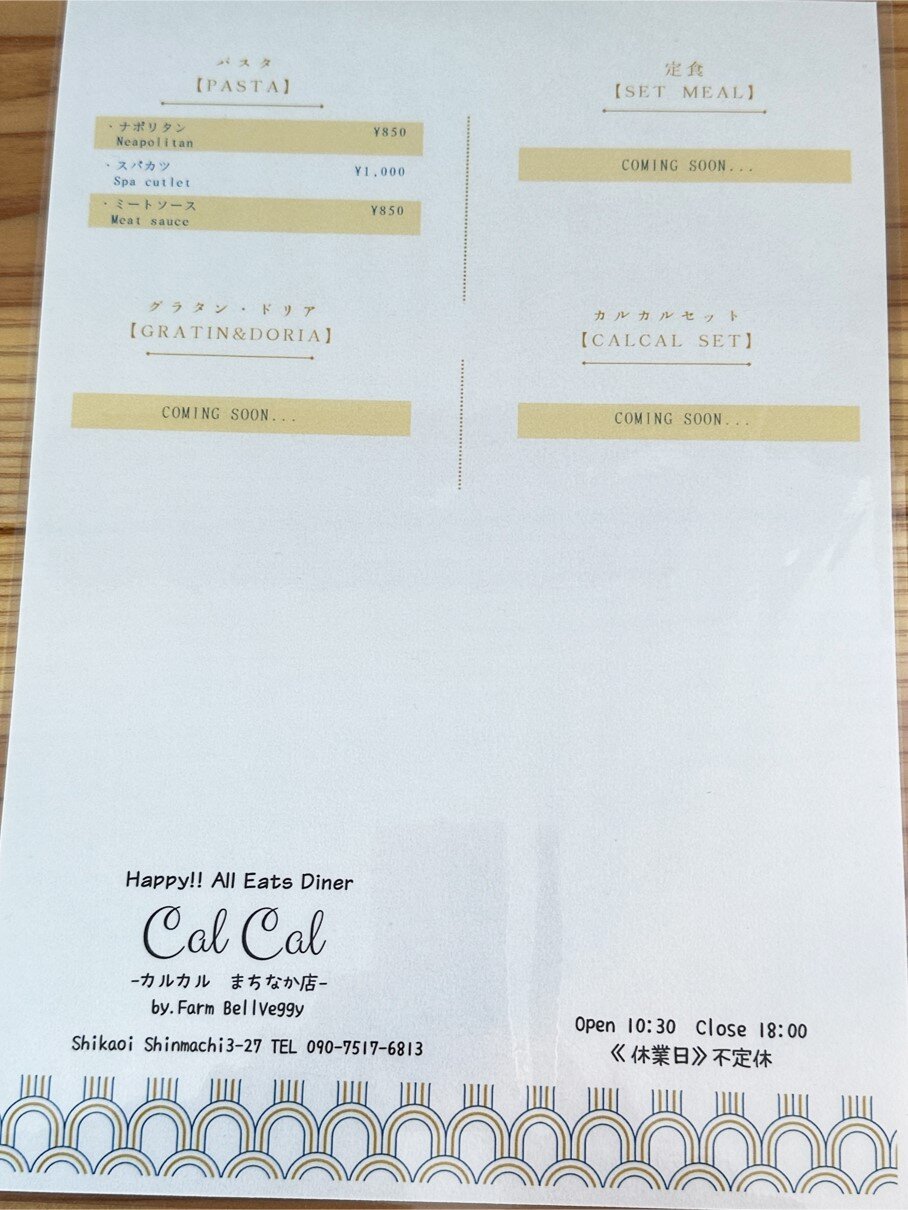 パスタ
【PASTA】
・ナポリタン ¥850
Neapolitan
・スパカツ ¥1,000
Spa cutlet
・ミートソース ¥850
Meat sauce
定食
【SET MEAL】
COMING SOON...
グラタン・ドリア
【GRATIN&DORIA】
COMING SOON...
カルカルセット
【CALCAL SET】
COMING SOON...
Happy!! All Eats Diner
Cal Cal
-カルカル まちなか店-
by.Farm BellVeggy
Shikaoi Shinmachi3-27 TEL 090-7517-6813
Open 10:30 Close 18:00
《休業日》不定休